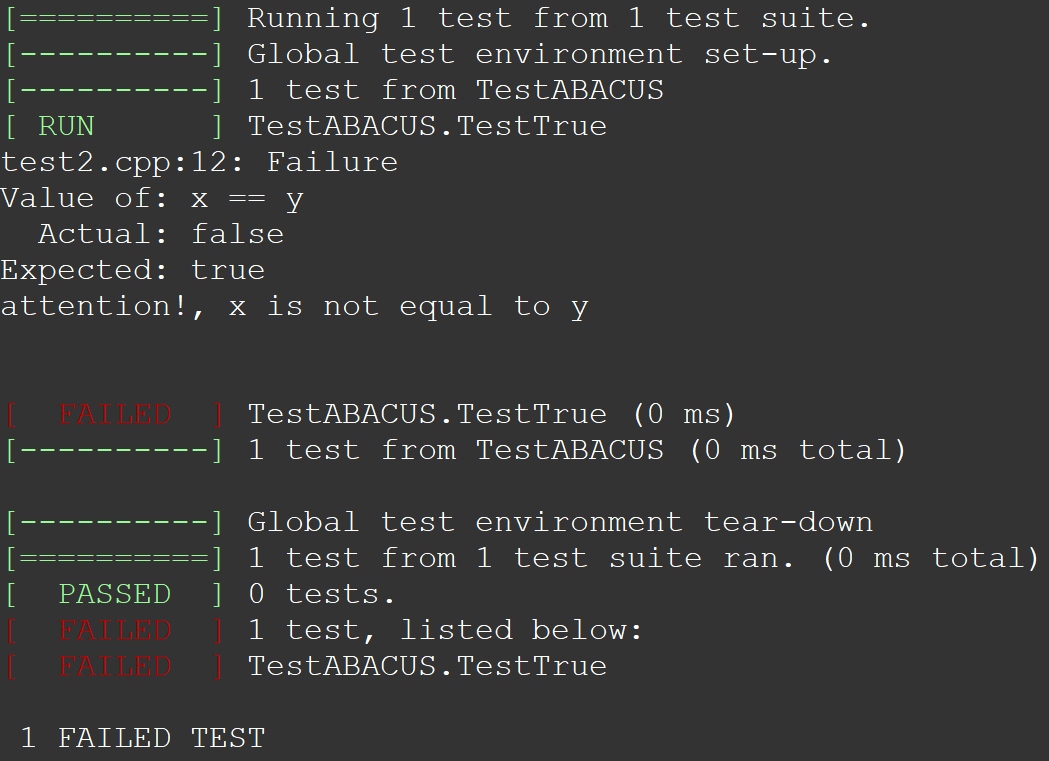 [==========] Running 1 test from 1 test suite.
[----------] Global test environment set-up.
[----------] 1 test from TestABACUS
[ RUN      ] TestABACUS.TestTrue
test2.cpp:12: Failure
Value of: x == y
  Actual: false
Expected: true
attention!, x is not equal to y
[  FAILED  ] TestABACUS.TestTrue (0 ms)
[----------] 1 test from TestABACUS (0 ms total)
[----------] Global test environment tear-down
[==========] 1 test from 1 test suite ran. (0 ms total)
[  PASSED  ] 0 tests.
[  FAILED  ] 1 test, listed below:
[  FAILED  ] TestABACUS.TestTrue
 1 FAILED TEST